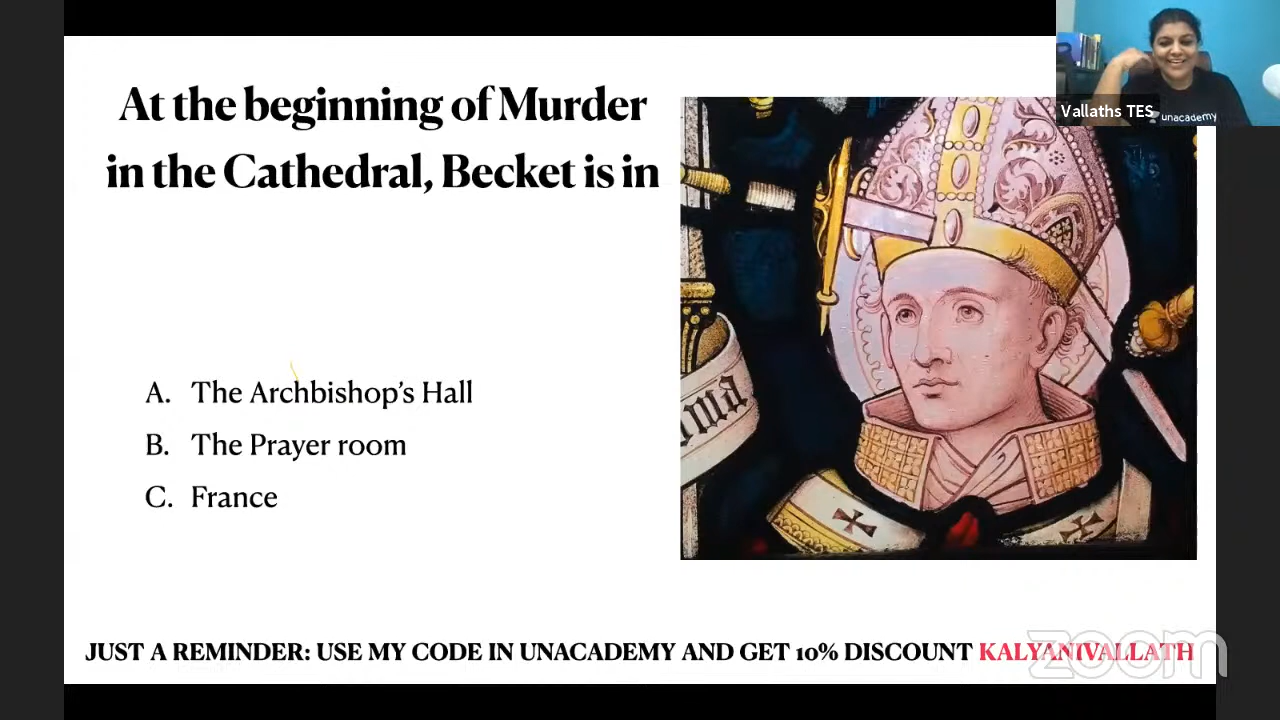 At the beginning of Murder
in the Cathedral, Becket is in
Vallaths TES
unacademy
A. The Archbishop's Hall
B. The Prayer room
C. France
JUST A REMINDER: USE MY CODE IN UNACADEMY AND GET 10% DISCOUNT KALYANIVALLATH
zoom